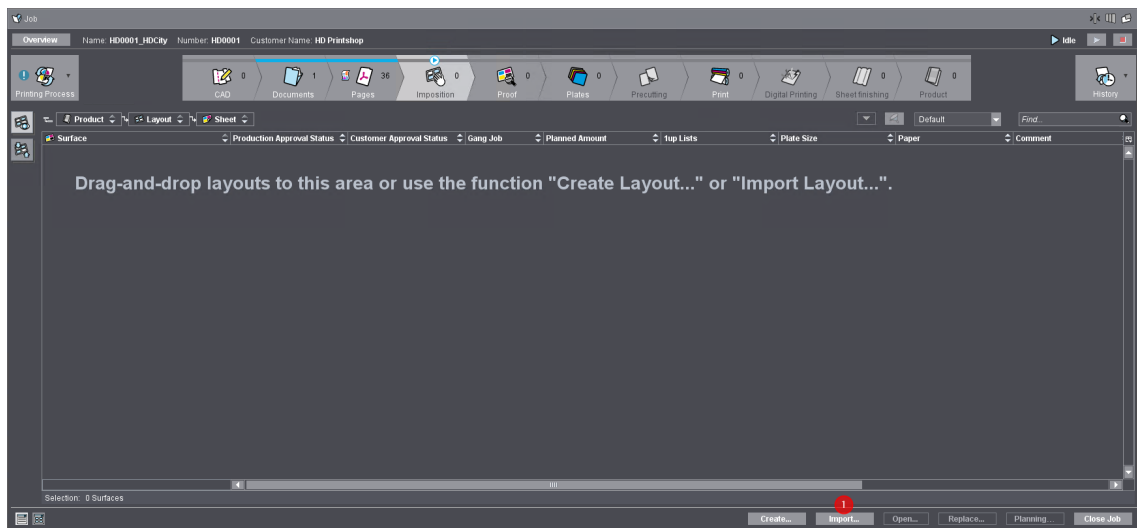 Job
Overview Name: HD0001_HDCity Number: HD0001 Customer Name: HD Printshop Idle
0 1 36 0 0 0 0 0 0
Printing Process CAD Documents Pages Imposition Proof Plates Precutting Print Digital Printing Sheet finishing Product History
Product Layout Sheet Default Find...
Surface Production Approval Status Customer Approval Status Gang Job Planned Amount 1up Lists Plate Size Paper Comment
Drag-and-drop layouts to this area or use the function "Create Layout..." or "Import Layout...".
Selection: 0 Surfaces
1
Create... Import... Open... Replace... Planning... Close Job